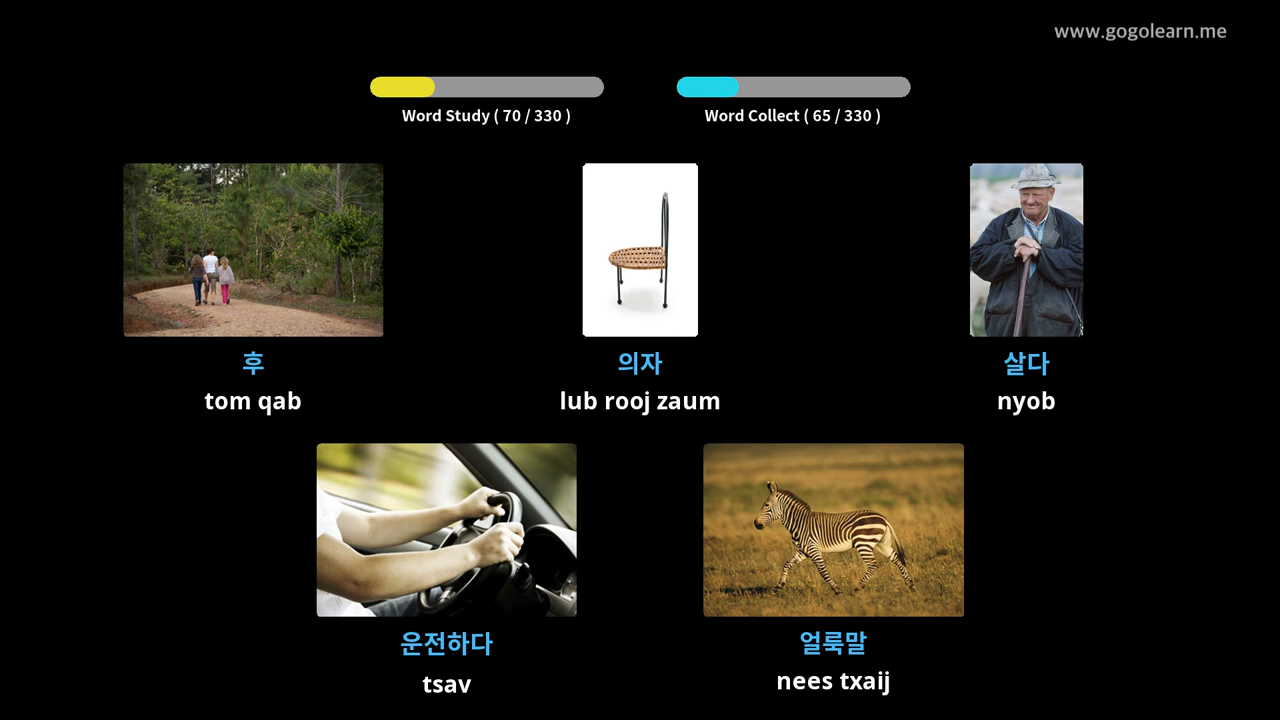 www.gogolearn.me
Word Study ( 70 / 330 )
Word Collect ( 65 / 330 )
후
tom qab
의자
lub rooj zaum
살다
nyob
운전하다
tsav
얼룩말
nees txaij